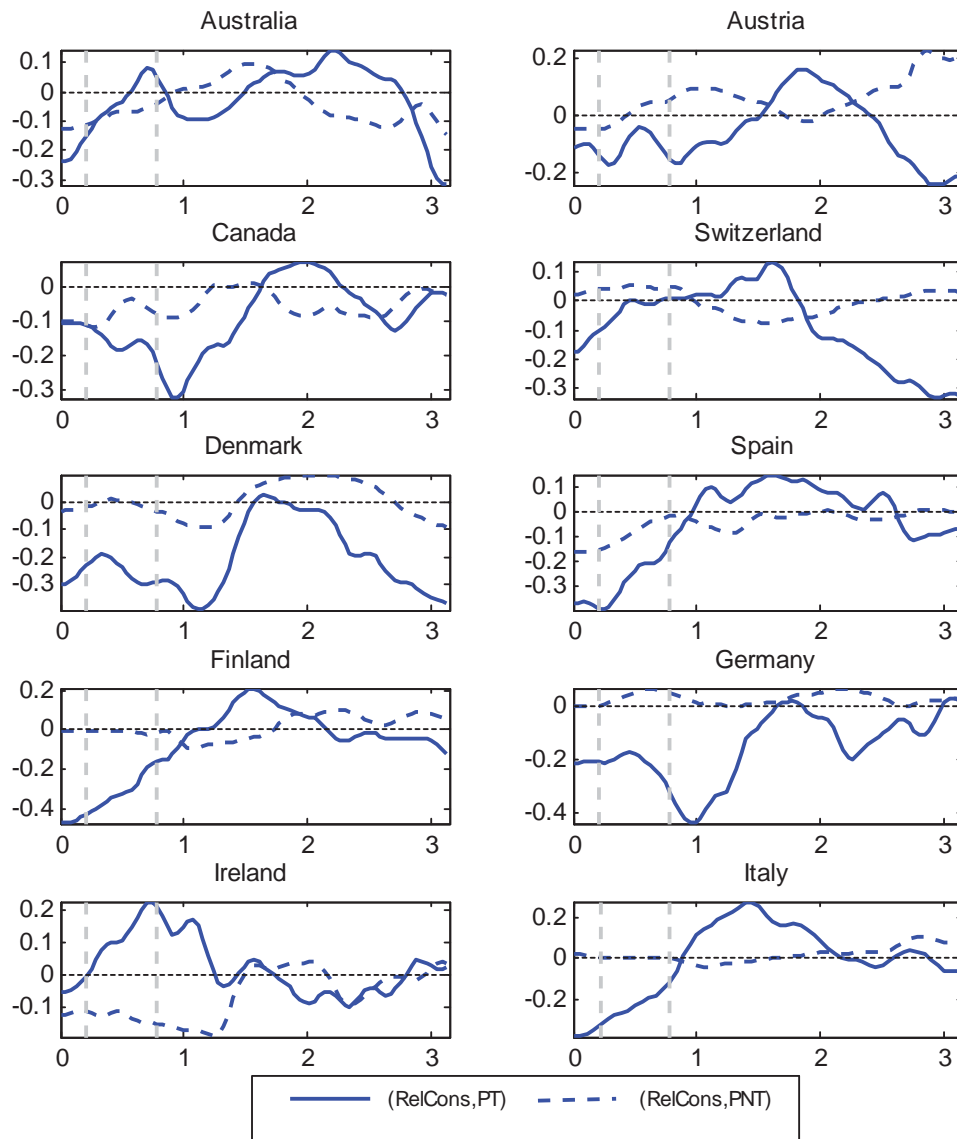 Australia
0.1
0
-0.1
-0.2
-0.3
0 1 2 3
Austria
0.2
0
-0.2
0 1 2 3
Canada
0
-0.1
-0.2
-0.3
0 1 2 3
Switzerland
0.1
0
-0.1
-0.2
-0.3
0 1 2 3
Denmark
0
-0.1
-0.2
-0.3
0 1 2 3
Spain
0.1
0
-0.1
-0.2
-0.3
0 1 2 3
Finland
0.2
0
-0.2
-0.4
0 1 2 3
Germany
0
-0.2
-0.4
0 1 2 3
Ireland
0.2
0.1
0
-0.1
0 1 2 3
Italy
0.2
0
-0.2
0 1 2 3
(RelCons,PT) (RelCons,PNT)